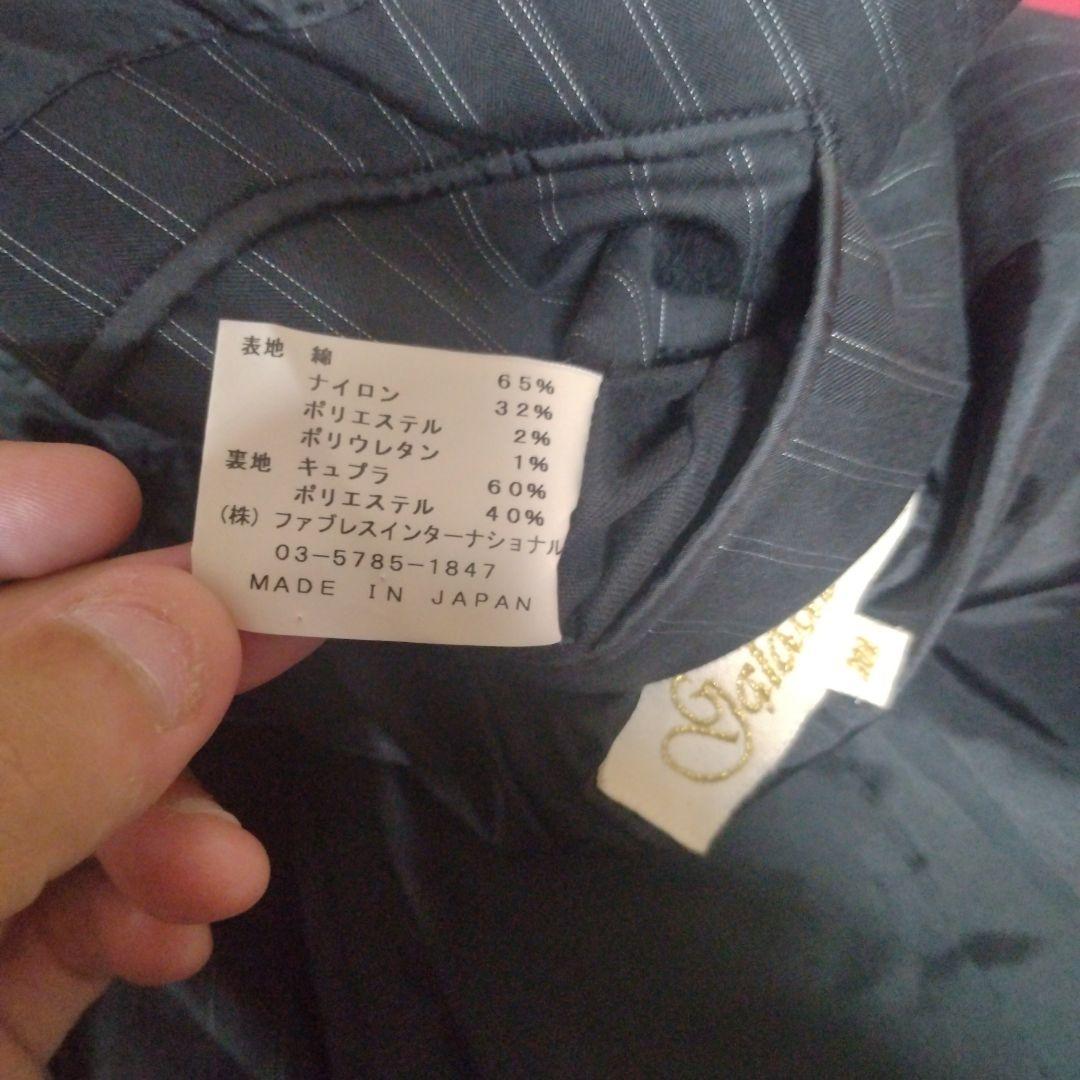 表地 綿 65%
ナイロン 32%
ポリエステル 2%
ポリウレタン 1%
裏地 キュプラ 60%
ポリエステル 40%
(株) ファブレスインターナショナル
03-5785-1847
MADE IN JAPAN